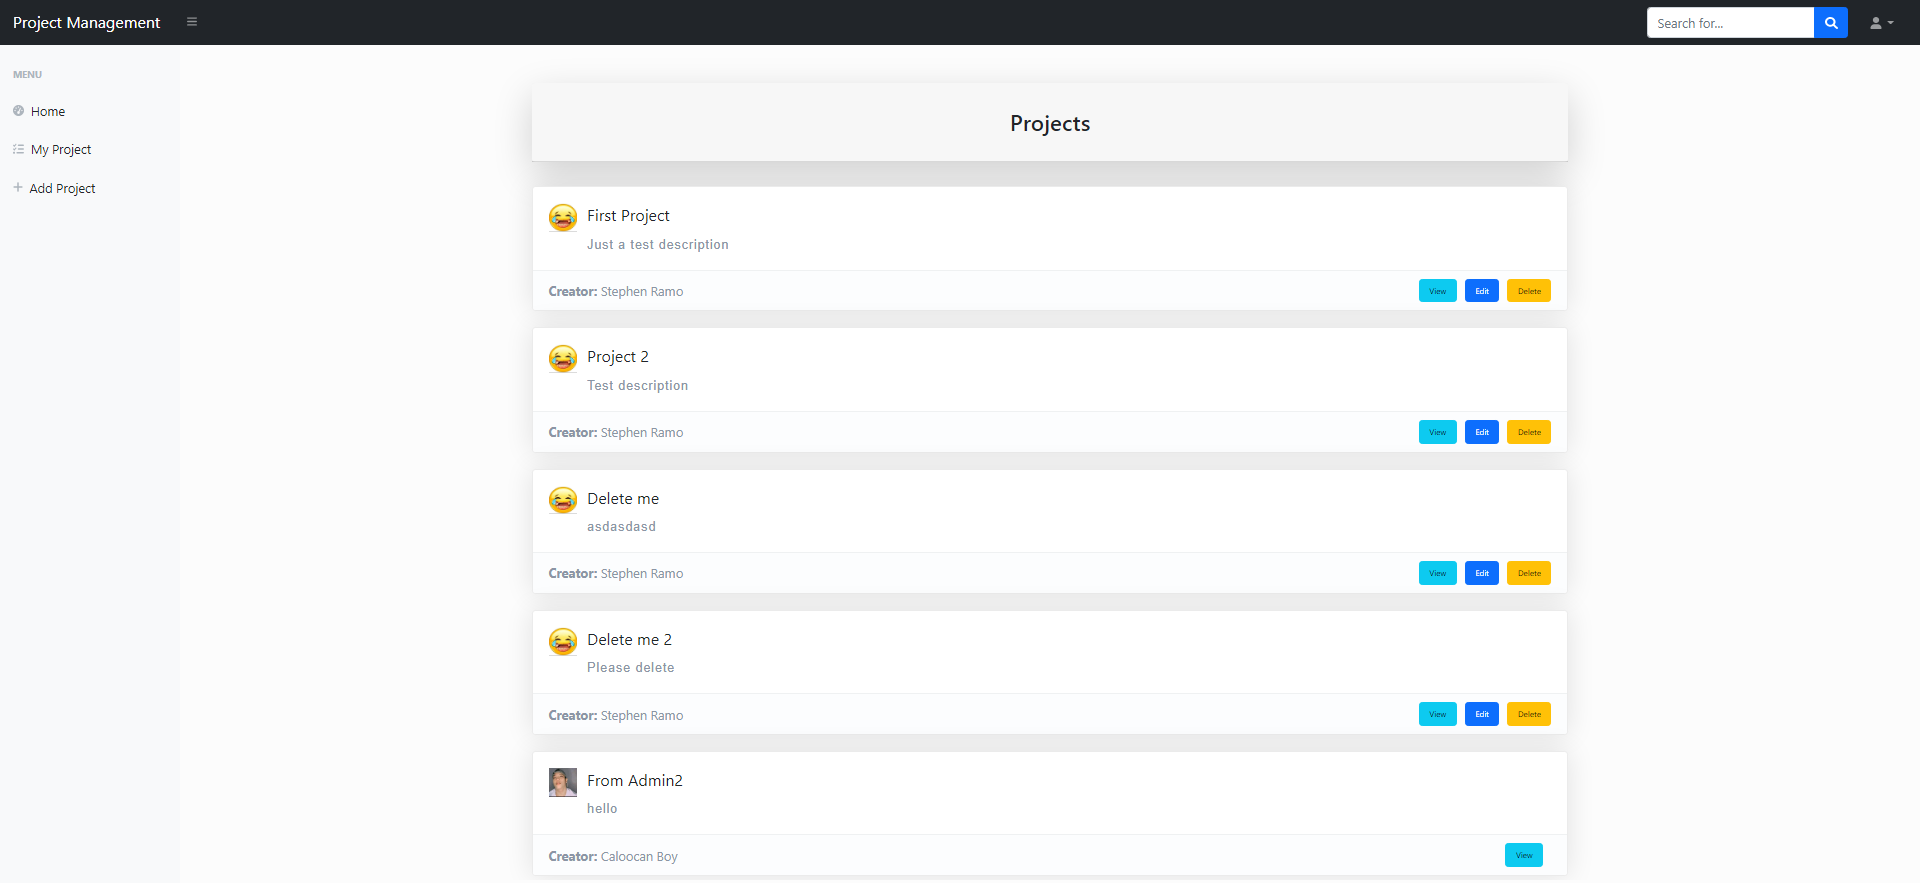 Project Management
Search for...
MENU
Home
My Project
Add Project
Projects
First Project
Just a test description
Creator: Stephen Ramo
View Edit Delete
Project 2
Test description
Creator: Stephen Ramo
View Edit Delete
Delete me
asdasdasd
Creator: Stephen Ramo
View Edit Delete
Delete me 2
Please delete
Creator: Stephen Ramo
View Edit Delete
From Admin2
hello
Creator: Caloocan Boy
View